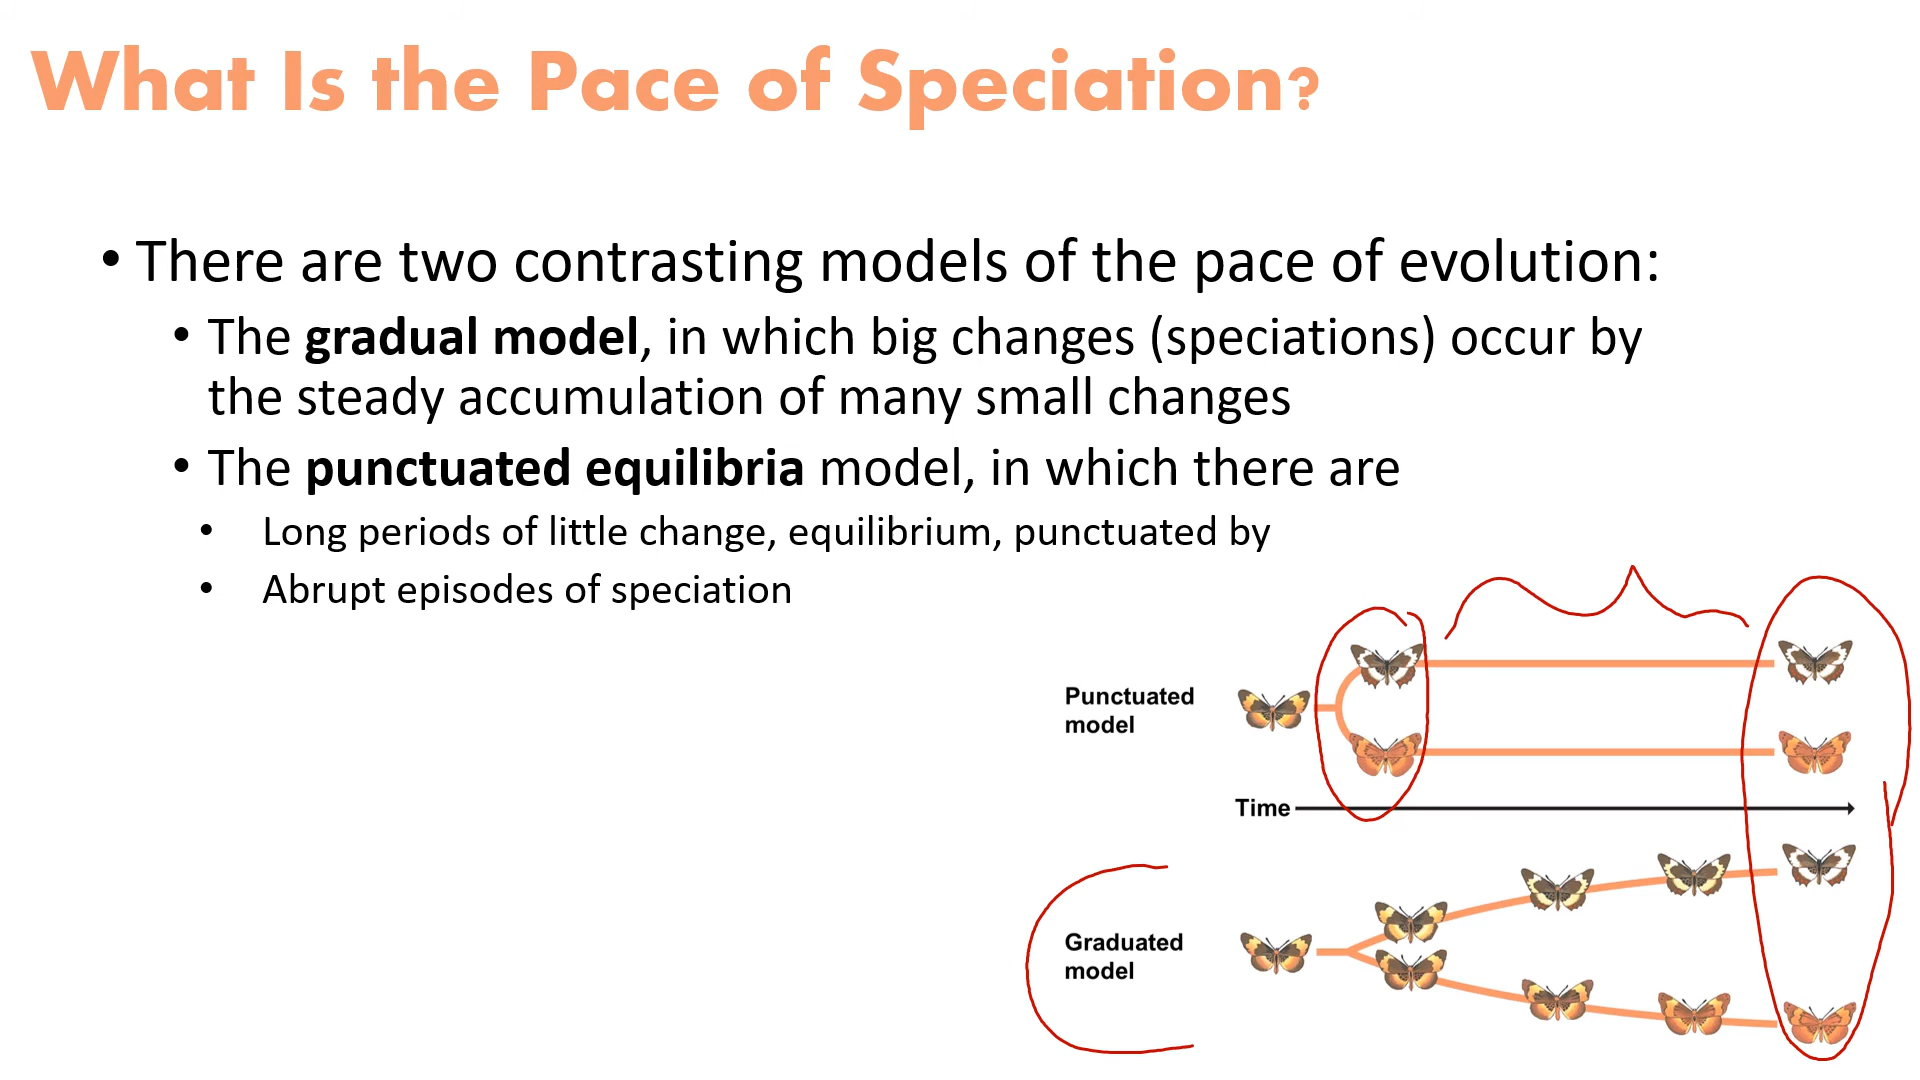 What Is the Pace of Speciation?
• There are two contrasting models of the pace of evolution:
• The gradual model, in which big changes (speciations) occur by
the steady accumulation of many small changes
• The punctuated equilibria model, in which there are
• Long periods of little change, equilibrium, punctuated by
• Abrupt episodes of speciation
Punctuated
model
Time
Graduated
model